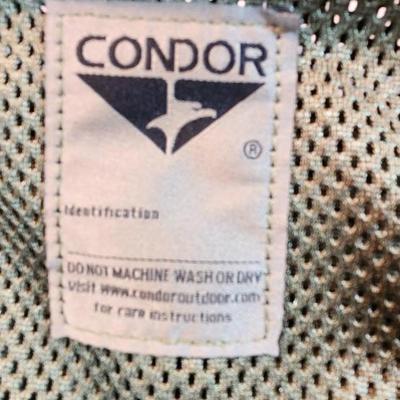 CONDOR
®
Identification
DO NOT MACHINE WASH OR DRY
visit www.condoroutdoor.com
for care instructions